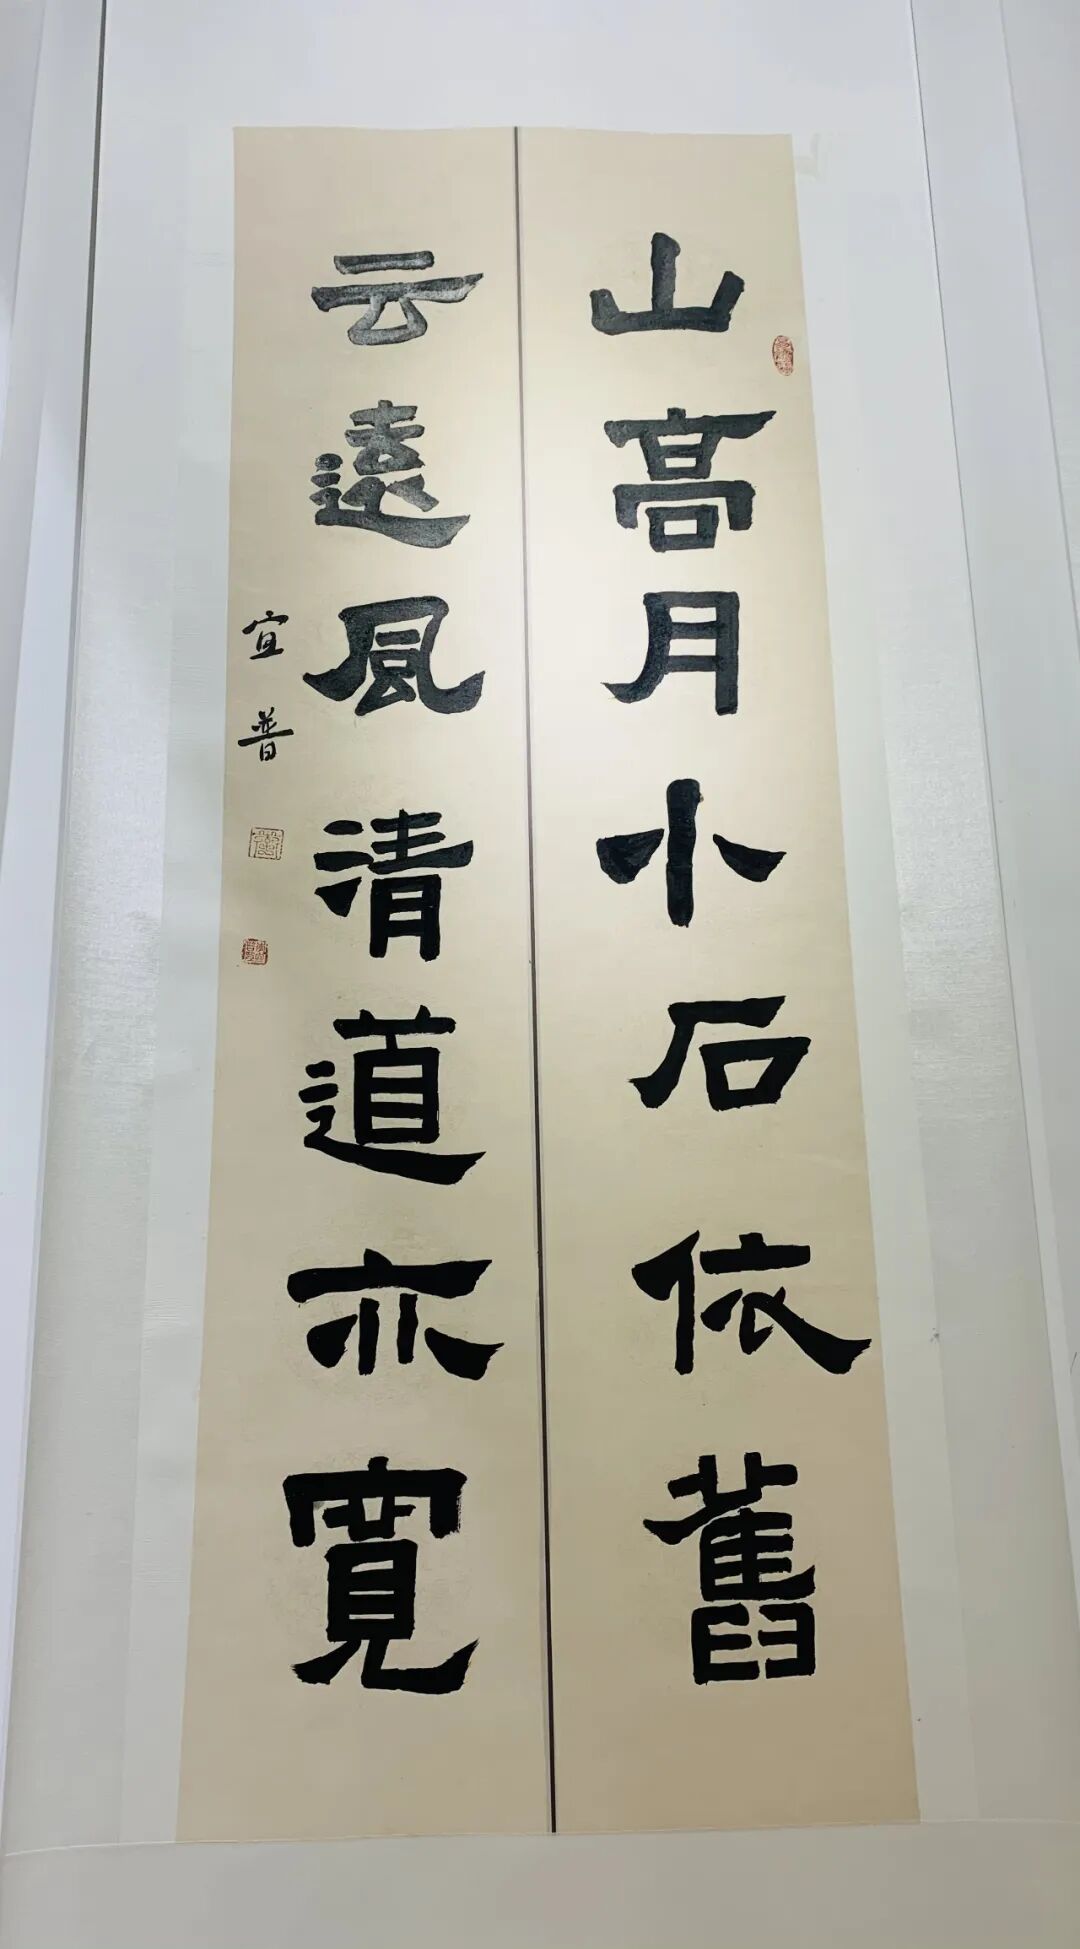 山高月小石依舊
云遠風清道亦寬
宜普